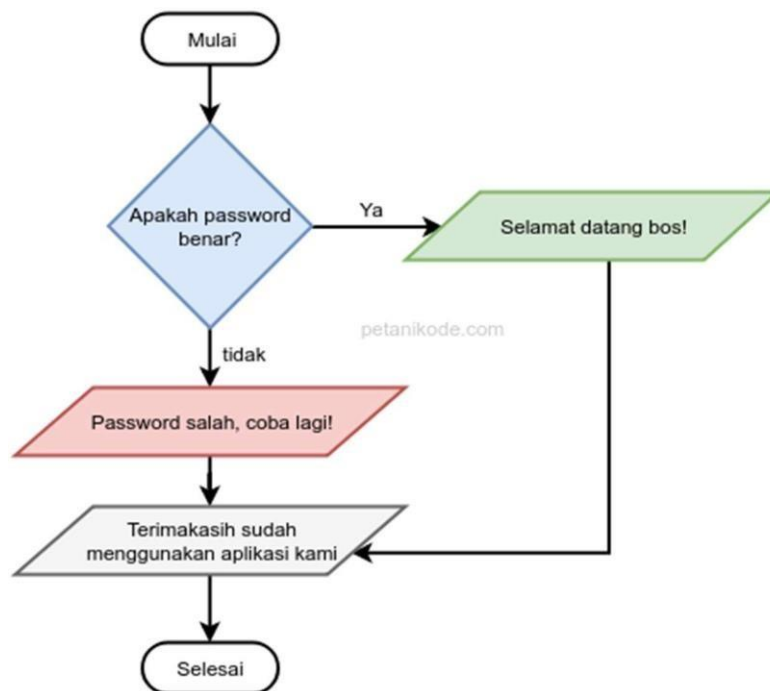 Mulai
Apakah password
benar?
Ya
Selamat datang bos!
petanikode.com
tidak
Password salah, coba lagi!
Terimakasih sudah
menggunakan aplikasi kami
Selesai